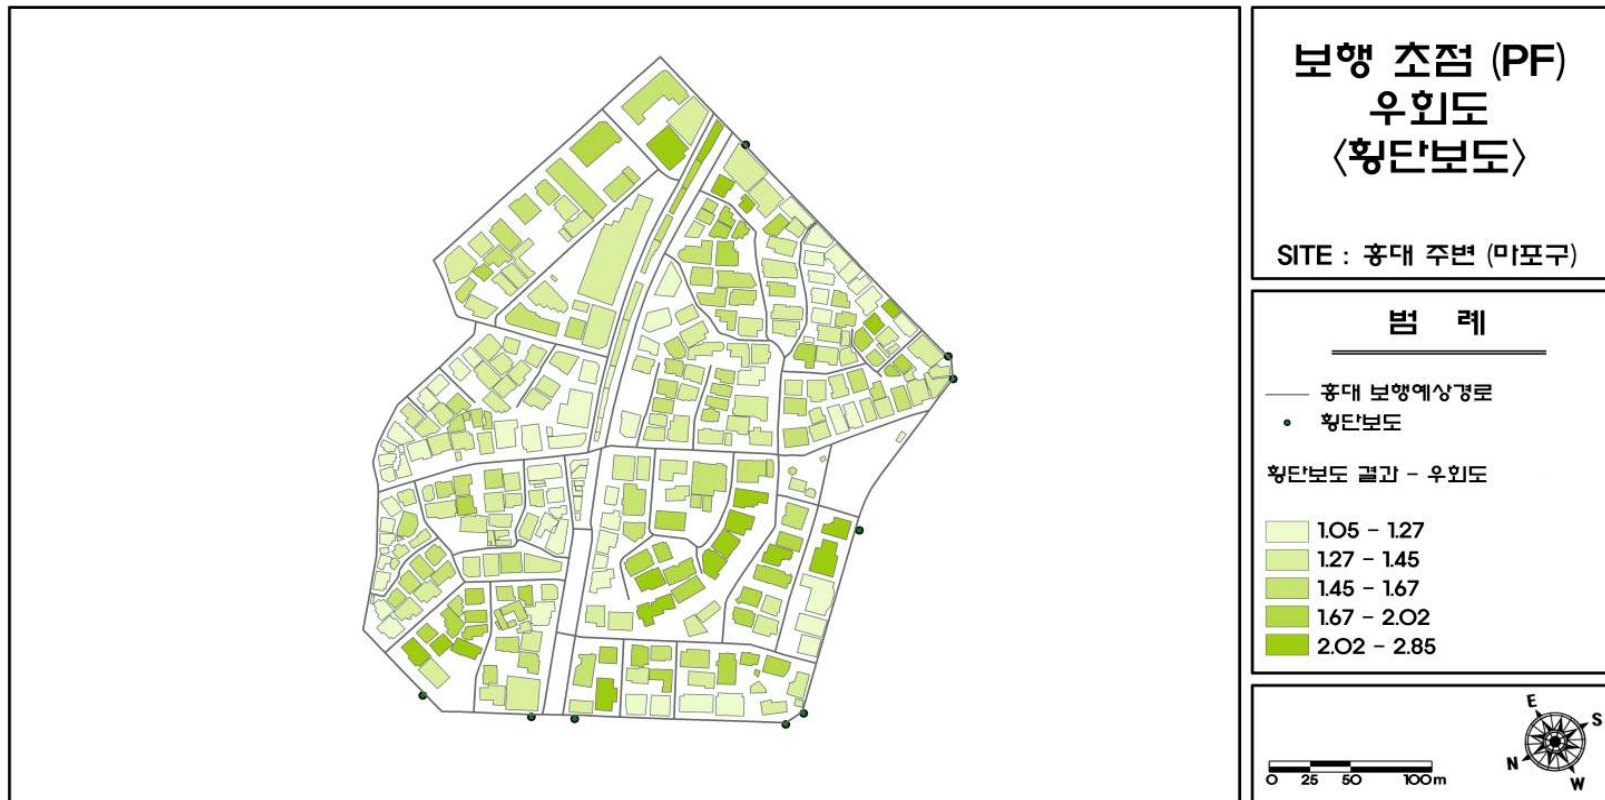 보행 초점 (PF)
우회도
<횡단보도>
SITE : 홍대 주변 (마포구)
범 례
홍대 보행예상경로
횡단보도
횡단보도 결과 - 우회도
1.05 - 1.27
1.27 - 1.45
1.45 - 1.67
1.67 - 2.02
2.02 - 2.85
E
S
N
W
0 25 50 100m